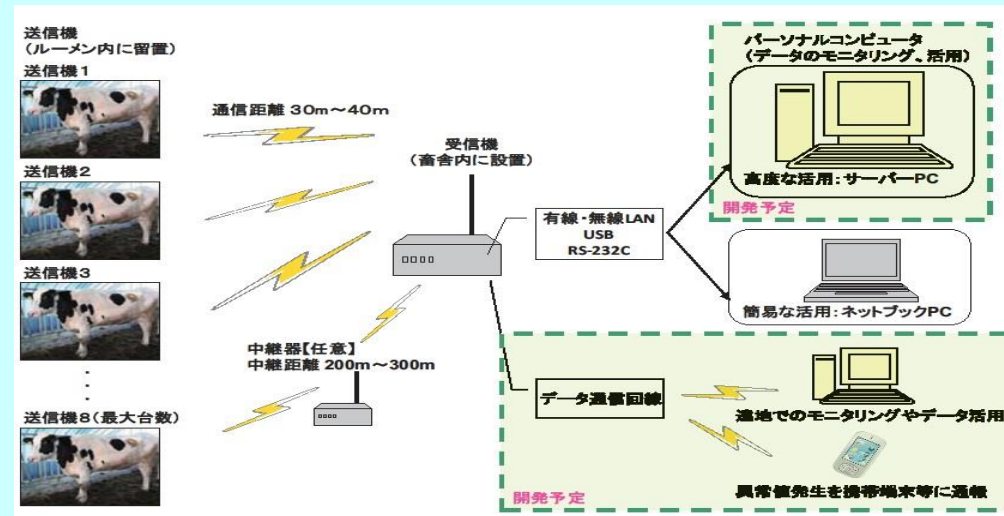 送信機
(ルーメン内に留置)
送信機1
送信機2
送信機3
・
・
・
送信機8(最大台数)
通信距離 30m～40m
受信機
(畜舎内に設置)
中継器【任意】
中継距離 200m～300m
有線・無線LAN
USB
RS-232C
パーソナルコンピュータ
(データのモニタリング、活用)
高度な活用:サーバーPC
開発予定
簡易な活用:ネットブックPC
データ通信回線
遠地でのモニタリングやデータ活用
異常値発生を携帯端末等に通報
開発予定